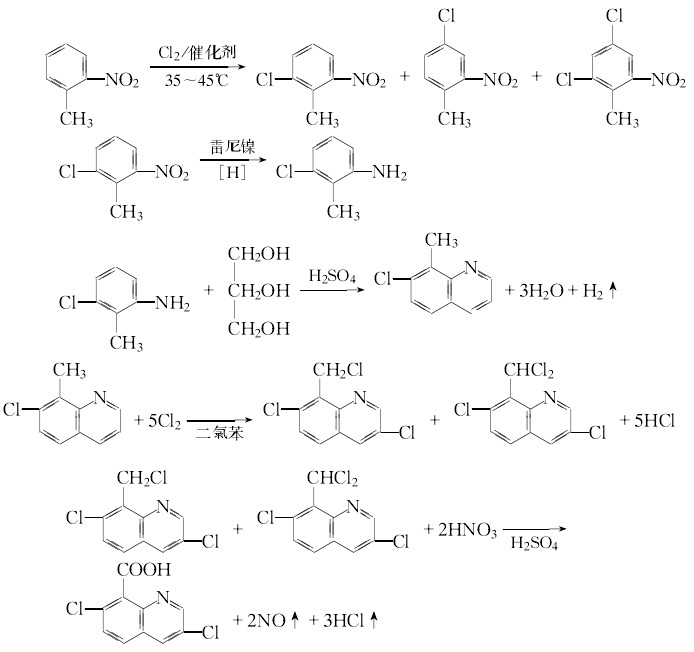 Cl
Cl
Cl₂/催化剂
35～45℃
NO₂
CH₃
Cl
NO₂
CH₃
+
NO₂
CH₃
+
Cl
NO₂
CH₃
Cl
NO₂
CH₃
雷尼镍
[H]
Cl
NH₂
CH₃
Cl
NH₂
CH₃
+
CH₂OH
CH₂OH
CH₂OH
H₂SO₄
CH₃
Cl
N
+ 3H₂O + H₂↑
CH₃
Cl
N
+ 5Cl₂
二氯苯
CH₂Cl
Cl
N
Cl
+
CHCl₂
Cl
N
Cl
+ 5HCl
CH₂Cl
Cl
N
Cl
+
CHCl₂
Cl
N
Cl
+ 2HNO₃
H₂SO₄
COOH
Cl
N
Cl
+ 2NO↑ + 3HCl↑